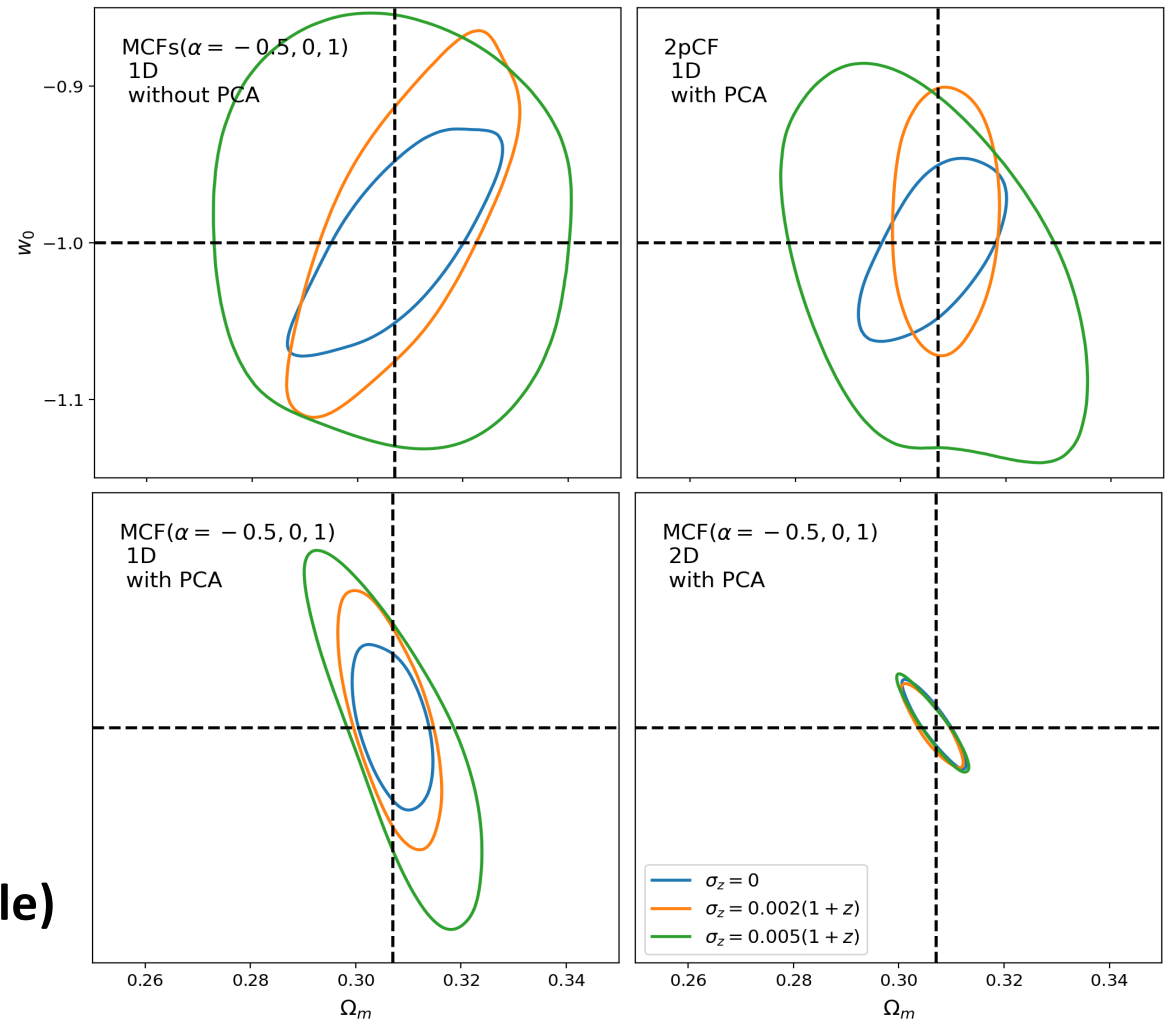 MCFs(α = −0.5, 0, 1)
1D
without PCA
2pCF
1D
with PCA
−0.9
−1.0
−1.1
w₀
MCF(α = −0.5, 0, 1)
1D
with PCA
MCF(α = −0.5, 0, 1)
2D
with PCA
le)
σ_z = 0
σ_z = 0.002(1 + z)
σ_z = 0.005(1 + z)
0.26 0.28 0.30 0.32 0.34
0.26 0.28 0.30 0.32 0.34
Ωₘ
Ωₘ